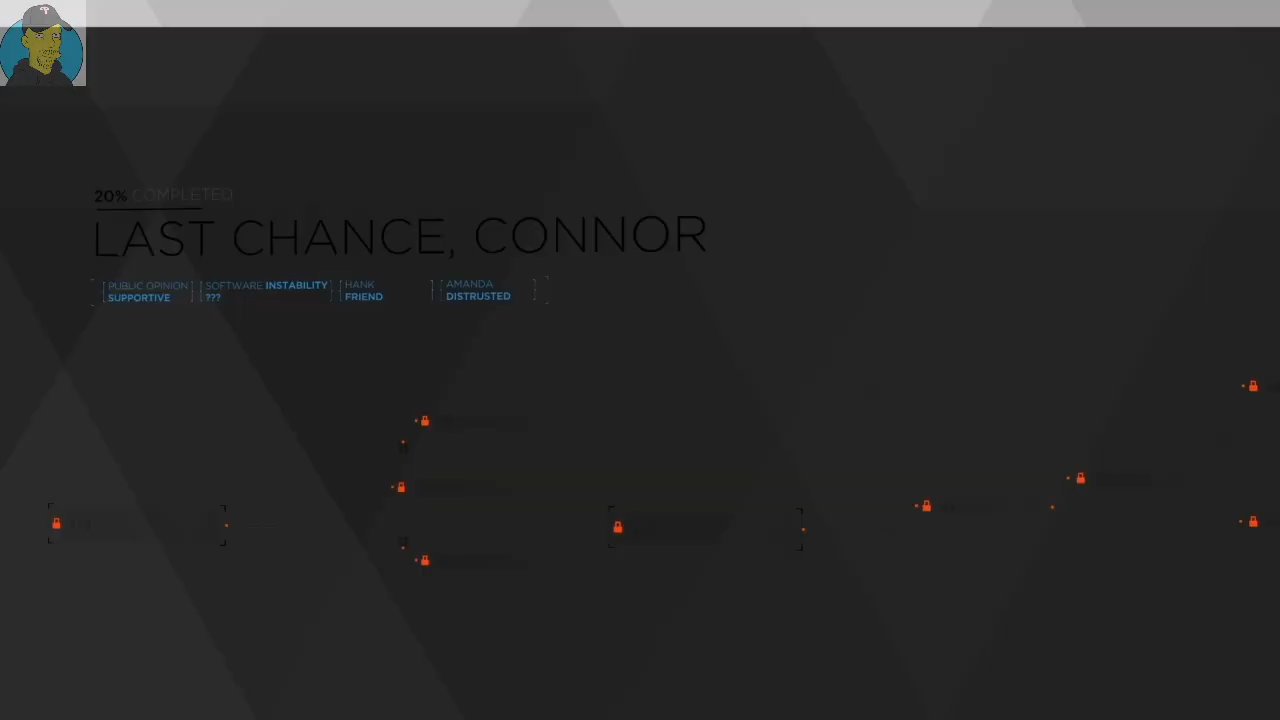 20% COMPLETED
LAST CHANCE, CONNOR
PUBLIC OPINION SOFTWARE INSTABILITY HANK AMANDA
SUPPORTIVE ??? FRIEND DISTRUSTED